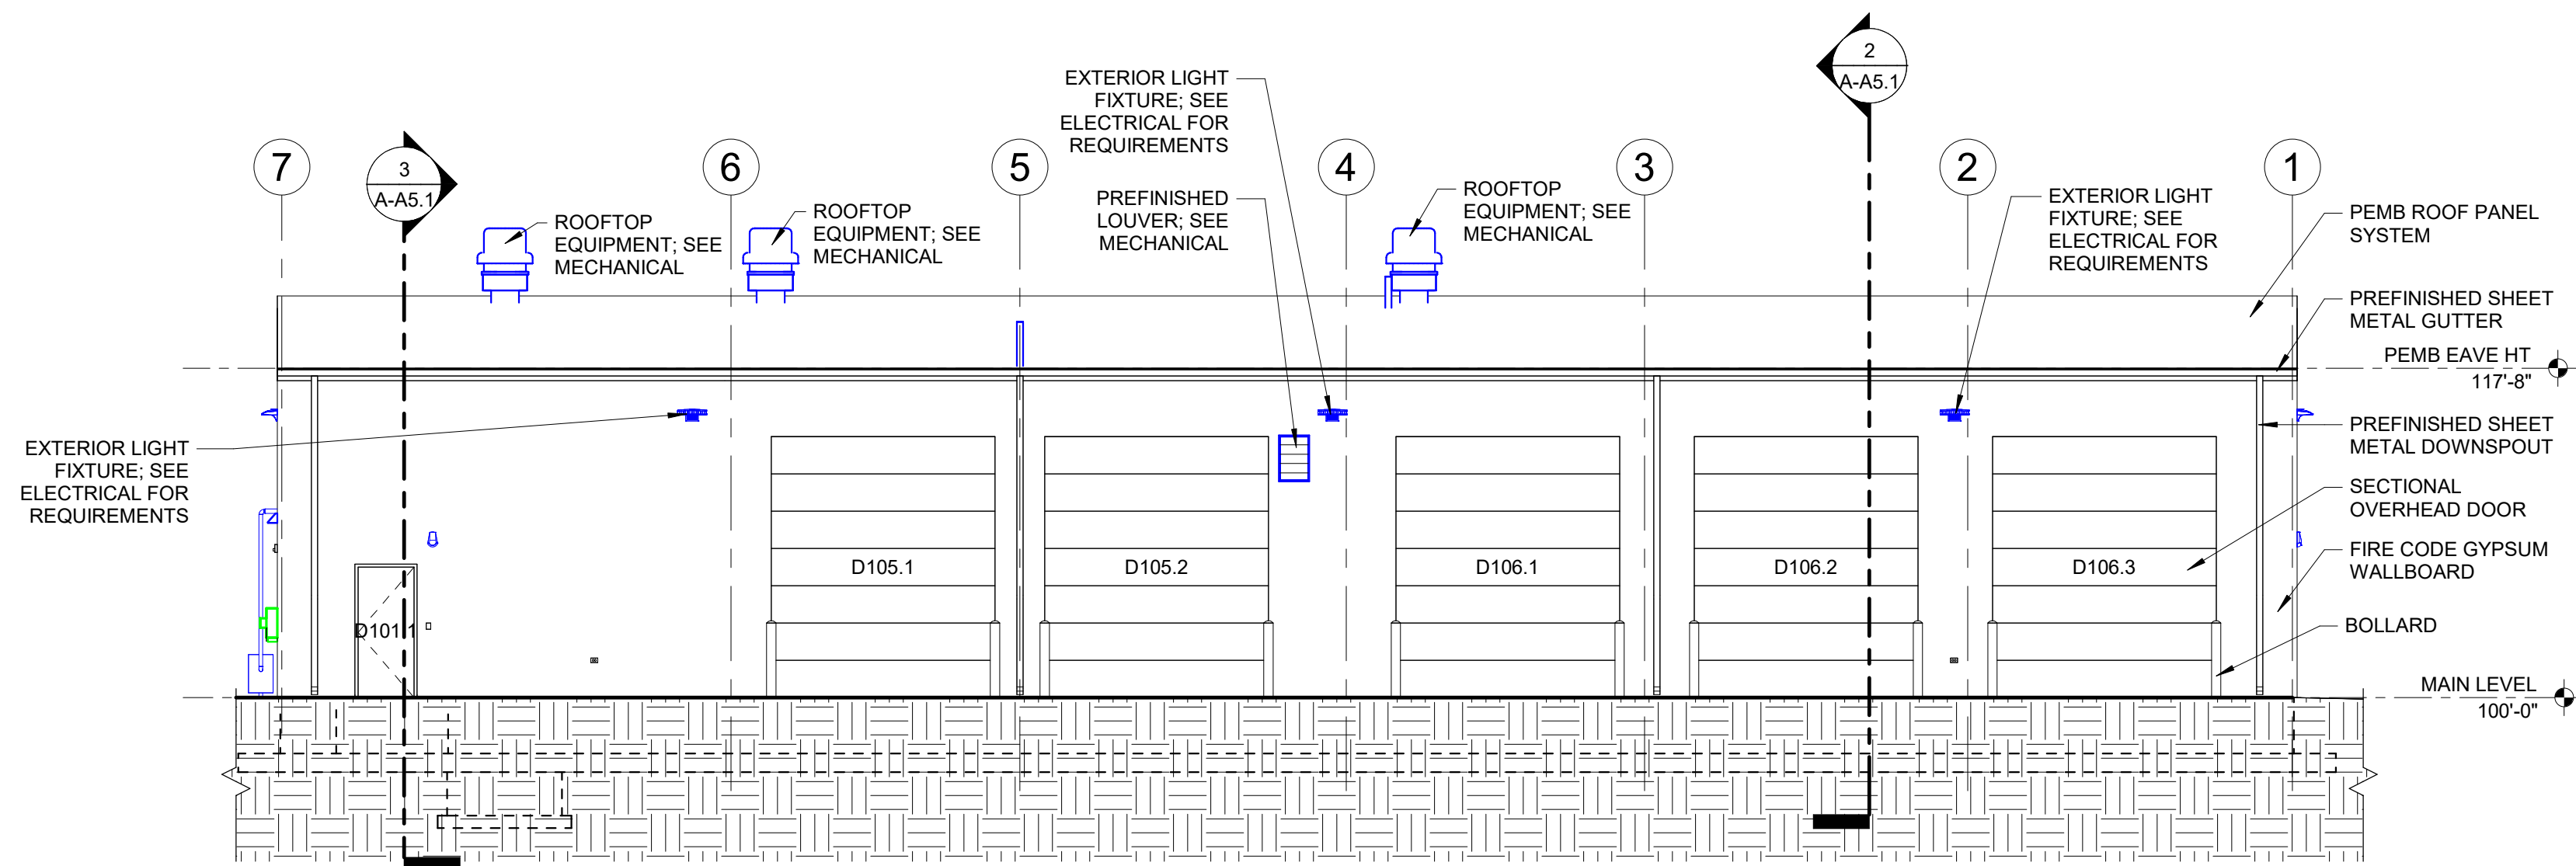 2
A-A5.1
EXTERIOR LIGHT
FIXTURE; SEE
ELECTRICAL FOR
REQUIREMENTS
7
3
A-A5.1
6
5
4
3
2
1
ROOFTOP
EQUIPMENT; SEE
MECHANICAL
ROOFTOP
EQUIPMENT; SEE
MECHANICAL
PREFINISHED
LOUVER; SEE
MECHANICAL
ROOFTOP
EQUIPMENT; SEE
MECHANICAL
EXTERIOR LIGHT
FIXTURE; SEE
ELECTRICAL FOR
REQUIREMENTS
PEMB ROOF PANEL
SYSTEM
PREFINISHED SHEET
METAL GUTTER
PEMB EAVE HT
117'-8"
PREFINISHED SHEET
METAL DOWNSPOUT
EXTERIOR LIGHT
FIXTURE; SEE
ELECTRICAL FOR
REQUIREMENTS
SECTIONAL
OVERHEAD DOOR
FIRE CODE GYPSUM
WALLBOARD
D105.1
D105.2
D106.1
D106.2
D106.3
D101.1
BOLLARD
MAIN LEVEL
100'-0"